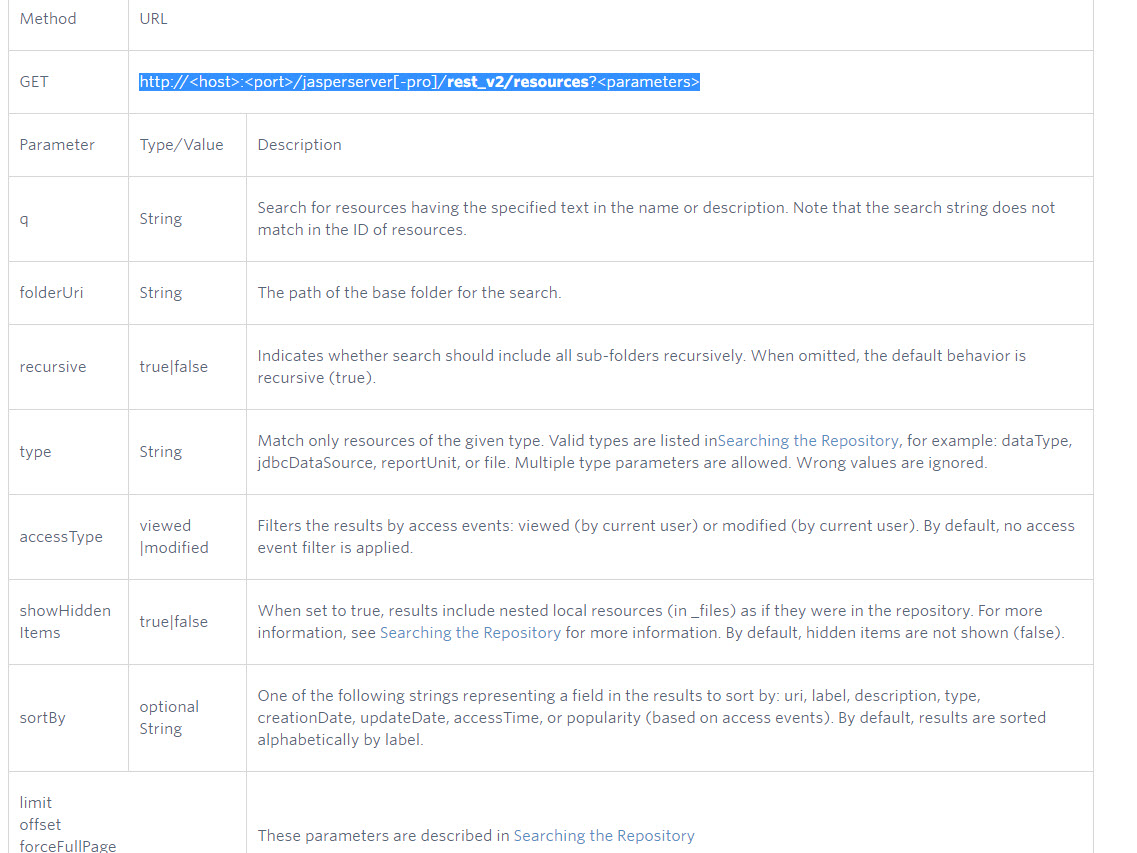 Method URL
GET http://<host>:<port>/jasperserver[-pro]/rest_v2/resources?<parameters>
Parameter Type/Value Description
q String Search for resources having the specified text in the name or description. Note that the search string does not
match in the ID of resources.
folderUri String The path of the base folder for the search.
recursive true|false Indicates whether search should include all sub-folders recursively. When omitted, the default behavior is
recursive (true).
type String Match only resources of the given type. Valid types are listed inSearching the Repository, for example: dataType,
jdbcDataSource, reportUnit, or file. Multiple type parameters are allowed. Wrong values are ignored.
accessType viewed
|modified Filters the results by access events: viewed (by current user) or modified (by current user). By default, no access
event filter is applied.
showHidden
Items true|false When set to true, results include nested local resources (in _files) as if they were in the repository. For more
information, see Searching the Repository for more information. By default, hidden items are not shown (false).
sortBy optional
String One of the following strings representing a field in the results to sort by: uri, label, description, type,
creationDate, updateDate, accessTime, or popularity (based on access events). By default, results are sorted
alphabetically by label.
limit
offset
forceFullPage These parameters are described in Searching the Repository